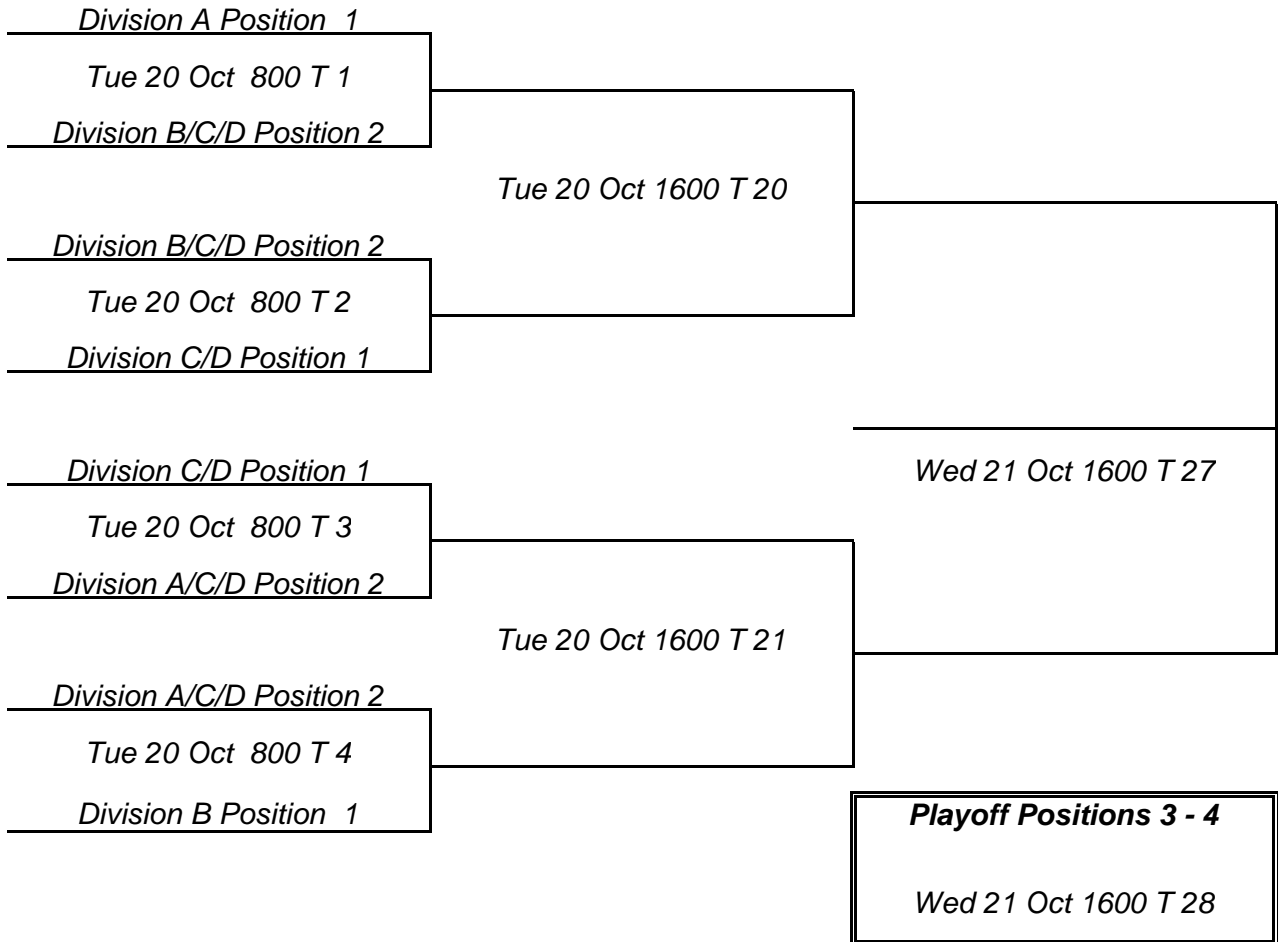 Division A Position 1
Tue 20 Oct 800 T 1
Division B/C/D Position 2
Tue 20 Oct 1600 T 20
Division B/C/D Position 2
Tue 20 Oct 800 T 2
Division C/D Position 1
Division C/D Position 1
Wed 21 Oct 1600 T 27
Tue 20 Oct 800 T 3
Division A/C/D Position 2
Tue 20 Oct 1600 T 21
Division A/C/D Position 2
Tue 20 Oct 800 T 4
Division B Position 1
Playoff Positions 3 - 4
Wed 21 Oct 1600 T 28